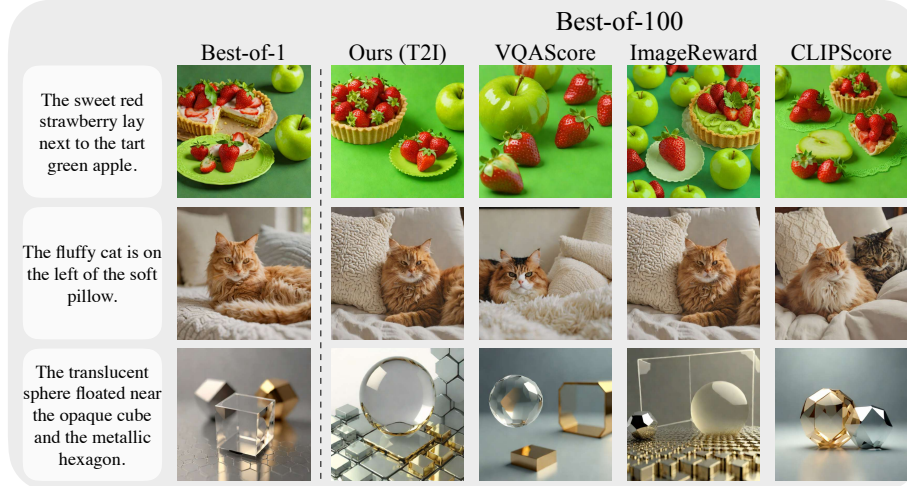 Best-of-100
Best-of-1
Ours (T2I)
VQAScore
ImageReward
CLIPScore
The sweet red
strawberry lay
next to the tart
green apple.
The fluffy cat is on
the left of the soft
pillow.
The translucent
sphere floated near
the opaque cube
and the metallic
hexagon.